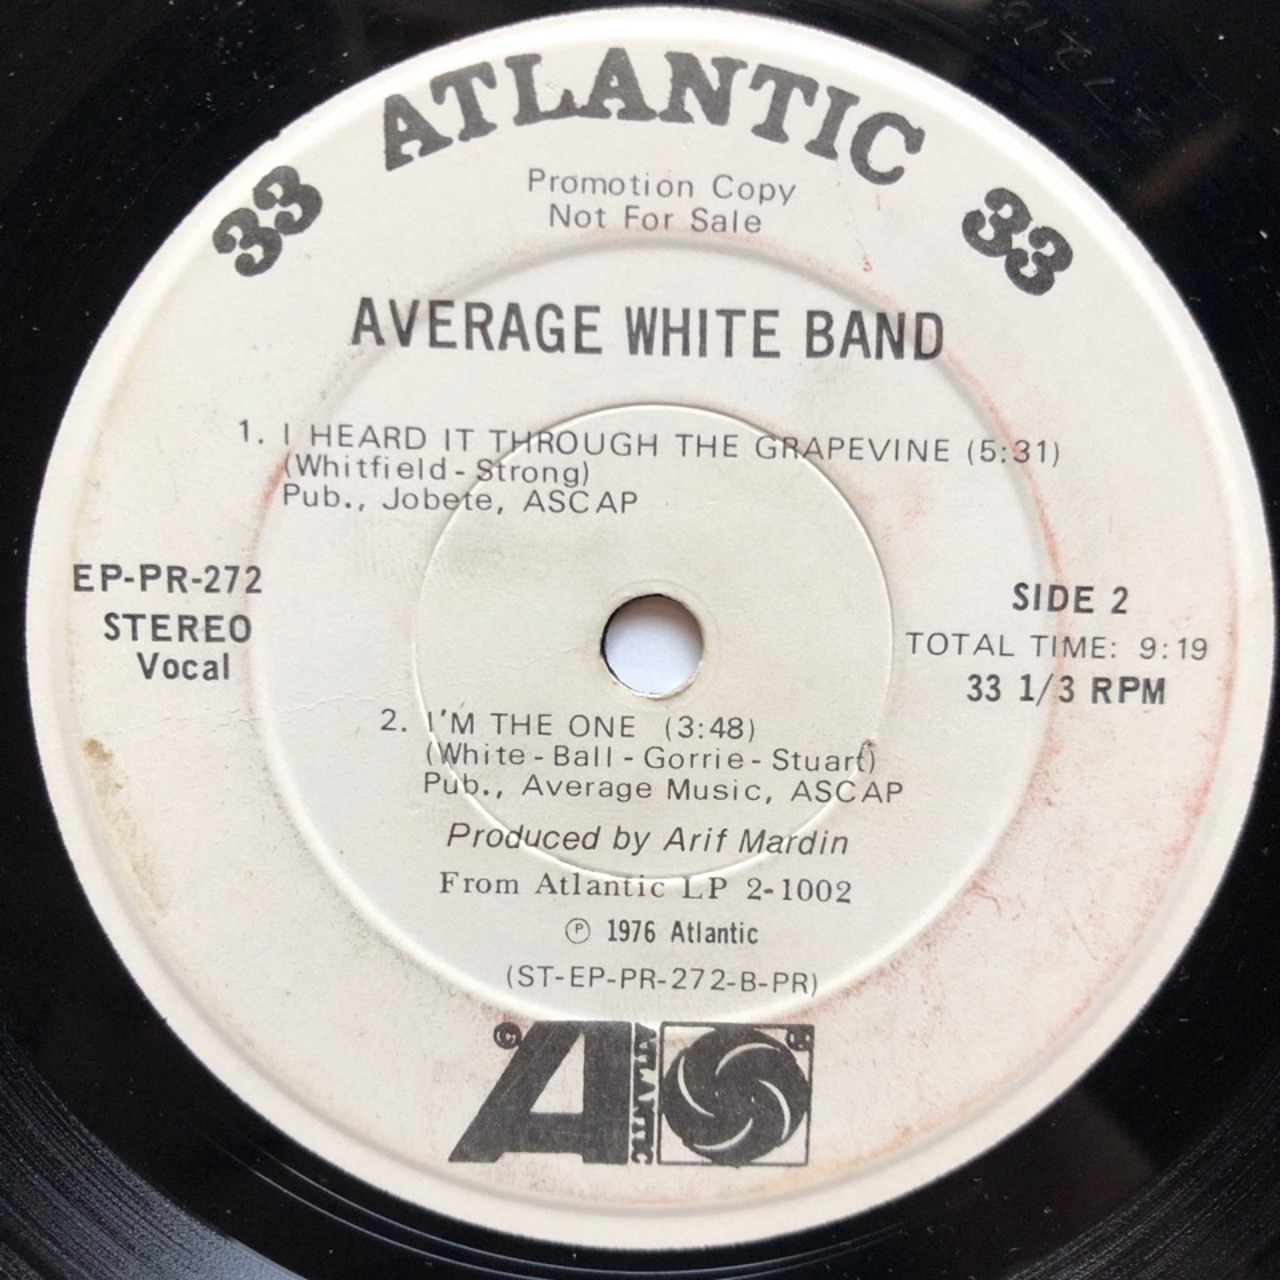 ATLANTIC
33 33
Promotion Copy
Not For Sale
AVERAGE WHITE BAND
1. I HEARD IT THROUGH THE GRAPEVINE (5:31)
(Whitfield - Strong)
Pub., Jobete, ASCAP
EP-PR-272
STEREO
Vocal
SIDE 2
TOTAL TIME: 9:19
33 1/3 RPM
2. I'M THE ONE (3:48)
(White - Ball - Gorrie - Stuart)
Pub., Average Music, ASCAP
Produced by Arif Mardin
From Atlantic LP 2-1002
℗ 1976 Atlantic
(ST-EP-PR-272-B-PR)
© A ATLANTIC ®